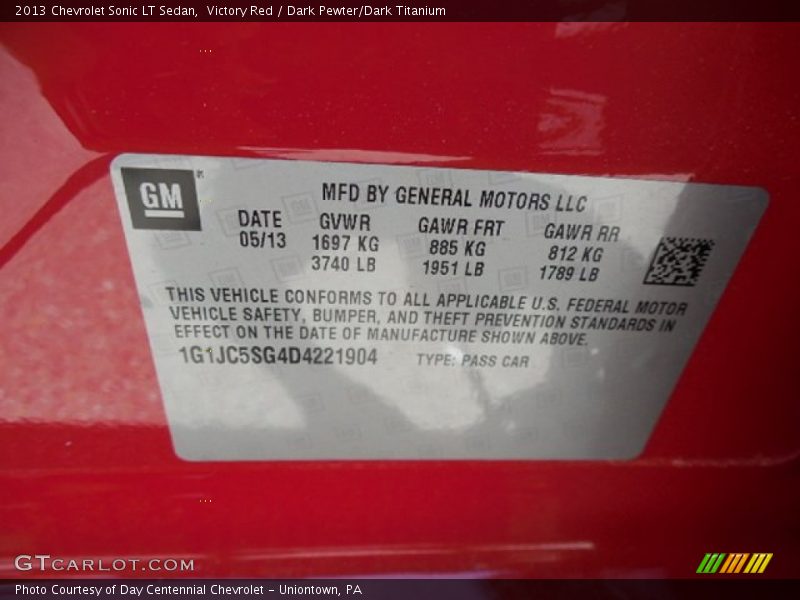 2013 Chevrolet Sonic LT Sedan,  Victory Red / Dark Pewter/Dark Titanium
GM
MFD BY GENERAL MOTORS LLC
DATE GVWR GAWR FRT GAWR RR
05/13 1697 KG 885 KG 812 KG
3740 LB 1951 LB 1789 LB
THIS VEHICLE CONFORMS TO ALL APPLICABLE U.S. FEDERAL MOTOR
VEHICLE SAFETY, BUMPER, AND THEFT PREVENTION STANDARDS IN
EFFECT ON THE DATE OF MANUFACTURE SHOWN ABOVE.
1G1JC5SG4D4221904 TYPE: PASS CAR
GTCARLOT.COM
Photo Courtesy of Day Centennial Chevrolet - Uniontown, PA